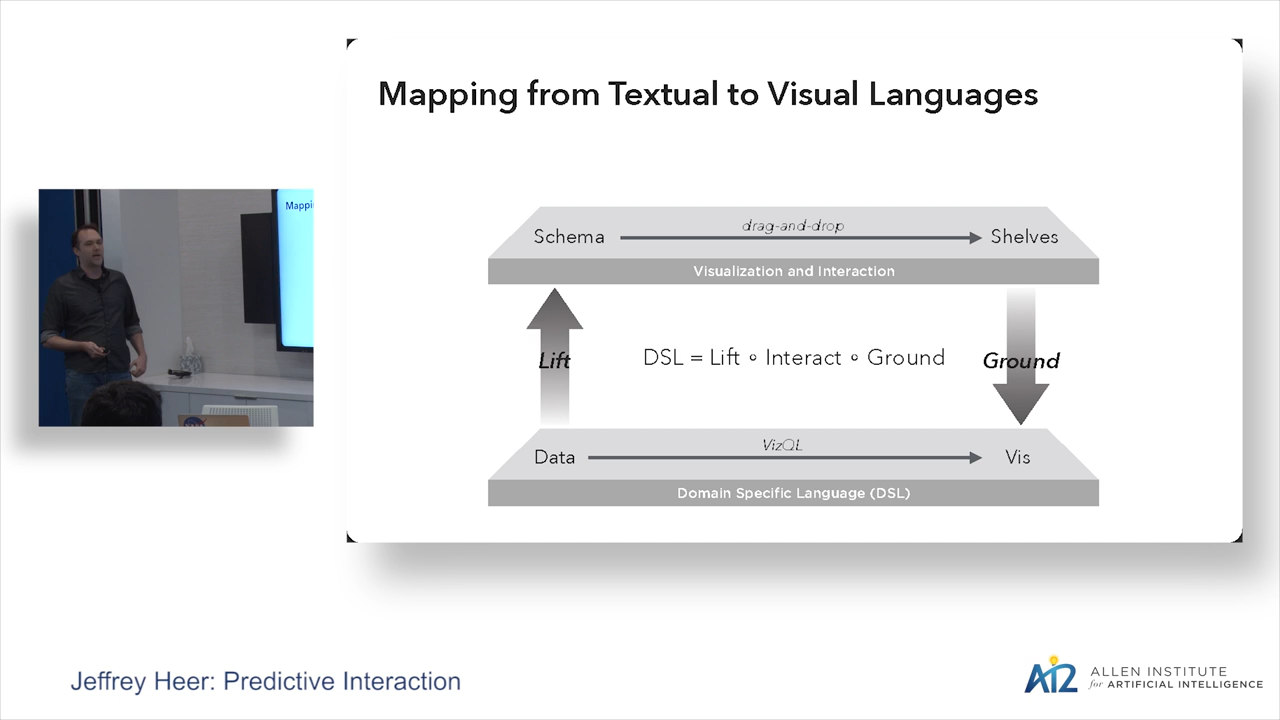 Mapping from Textual to Visual Languages
Mappi
Schema
drag-and-drop
Shelves
Visualization and Interaction
Lift
DSL = Lift ∘ Interact ∘ Ground
Ground
Data
VizQL
Vis
Domain Specific Language (DSL)
Jeffrey Heer: Predictive Interaction
AI2
ALLEN INSTITUTE
for ARTIFICIAL INTELLIGENCE